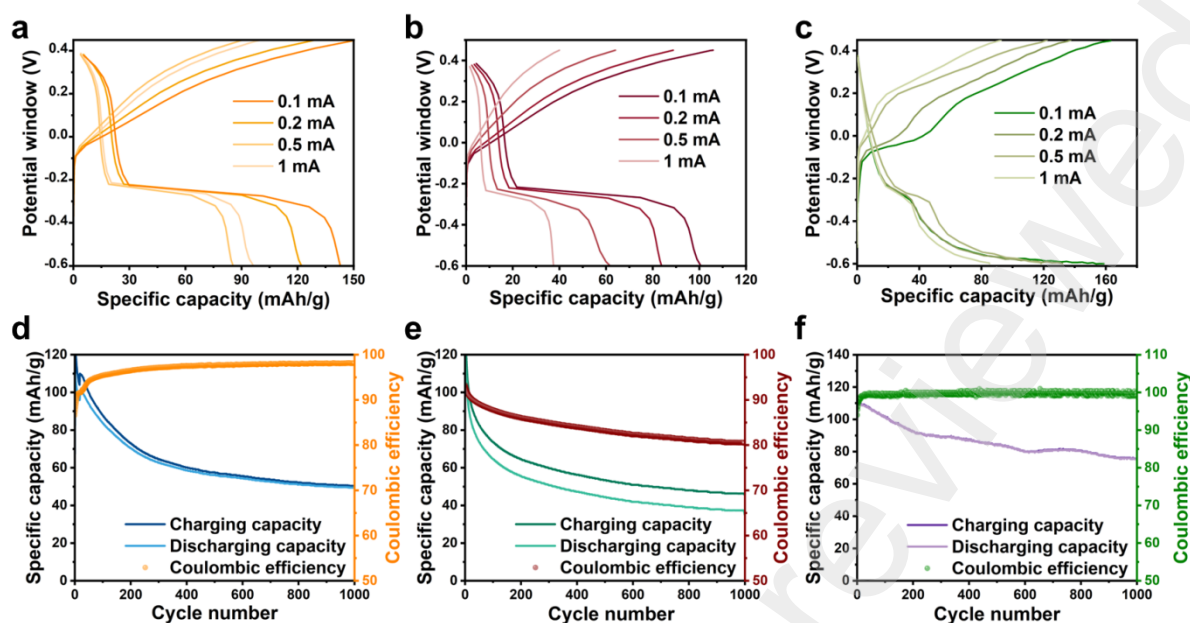 a
Potential window (V)
0.4
0.2
0.0
-0.2
-0.4
-0.6
0.1 mA
0.2 mA
0.5 mA
1 mA
0 30 60 90 120 150
Specific capacity (mAh/g)
b
Potential window (V)
0.4
0.2
0.0
-0.2
-0.4
-0.6
0.1 mA
0.2 mA
0.5 mA
1 mA
0 20 40 60 80 100 120
Specific capacity (mAh/g)
c
Potential window (V)
0.4
0.2
0.0
-0.2
-0.4
-0.6
0.1 mA
0.2 mA
0.5 mA
1 mA
0 40 80 120 160
Specific capacity (mAh/g)
d
Specific capacity (mAh/g)
120
100
80
60
40
20
0
Charging capacity
Discharging capacity
Coulombic efficiency
100
90
80
70
60
50
Coulombic efficiency
0 200 400 600 800 1000
Cycle number
e
Specific capacity (mAh/g)
120
100
80
60
40
20
0
Charging capacity
Discharging capacity
Coulombic efficiency
100
90
80
70
60
50
Coulombic efficiency
0 200 400 600 800 1000
Cycle number
f
Specific capacity (mAh/g)
140
120
100
80
60
40
20
0
Charging capacity
Discharging capacity
Coulombic efficiency
110
100
90
80
70
60
50
Coulombic efficiency
0 200 400 600 800 1000
Cycle number
reviewed